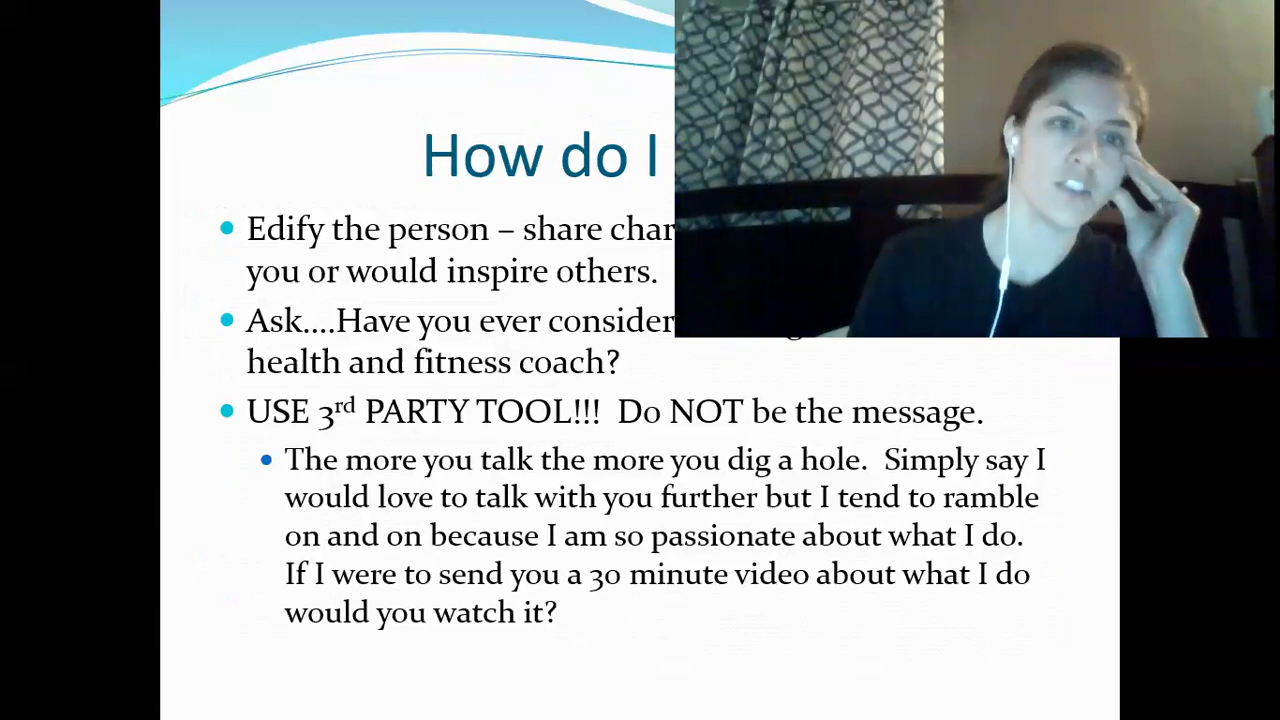 How do I
Edify the person – share char
you or would inspire others.
Ask....Have you ever consider
health and fitness coach?
USE 3rd PARTY TOOL!!! Do NOT be the message.
The more you talk the more you dig a hole. Simply say I
would love to talk with you further but I tend to ramble
on and on because I am so passionate about what I do.
If I were to send you a 30 minute video about what I do
would you watch it?